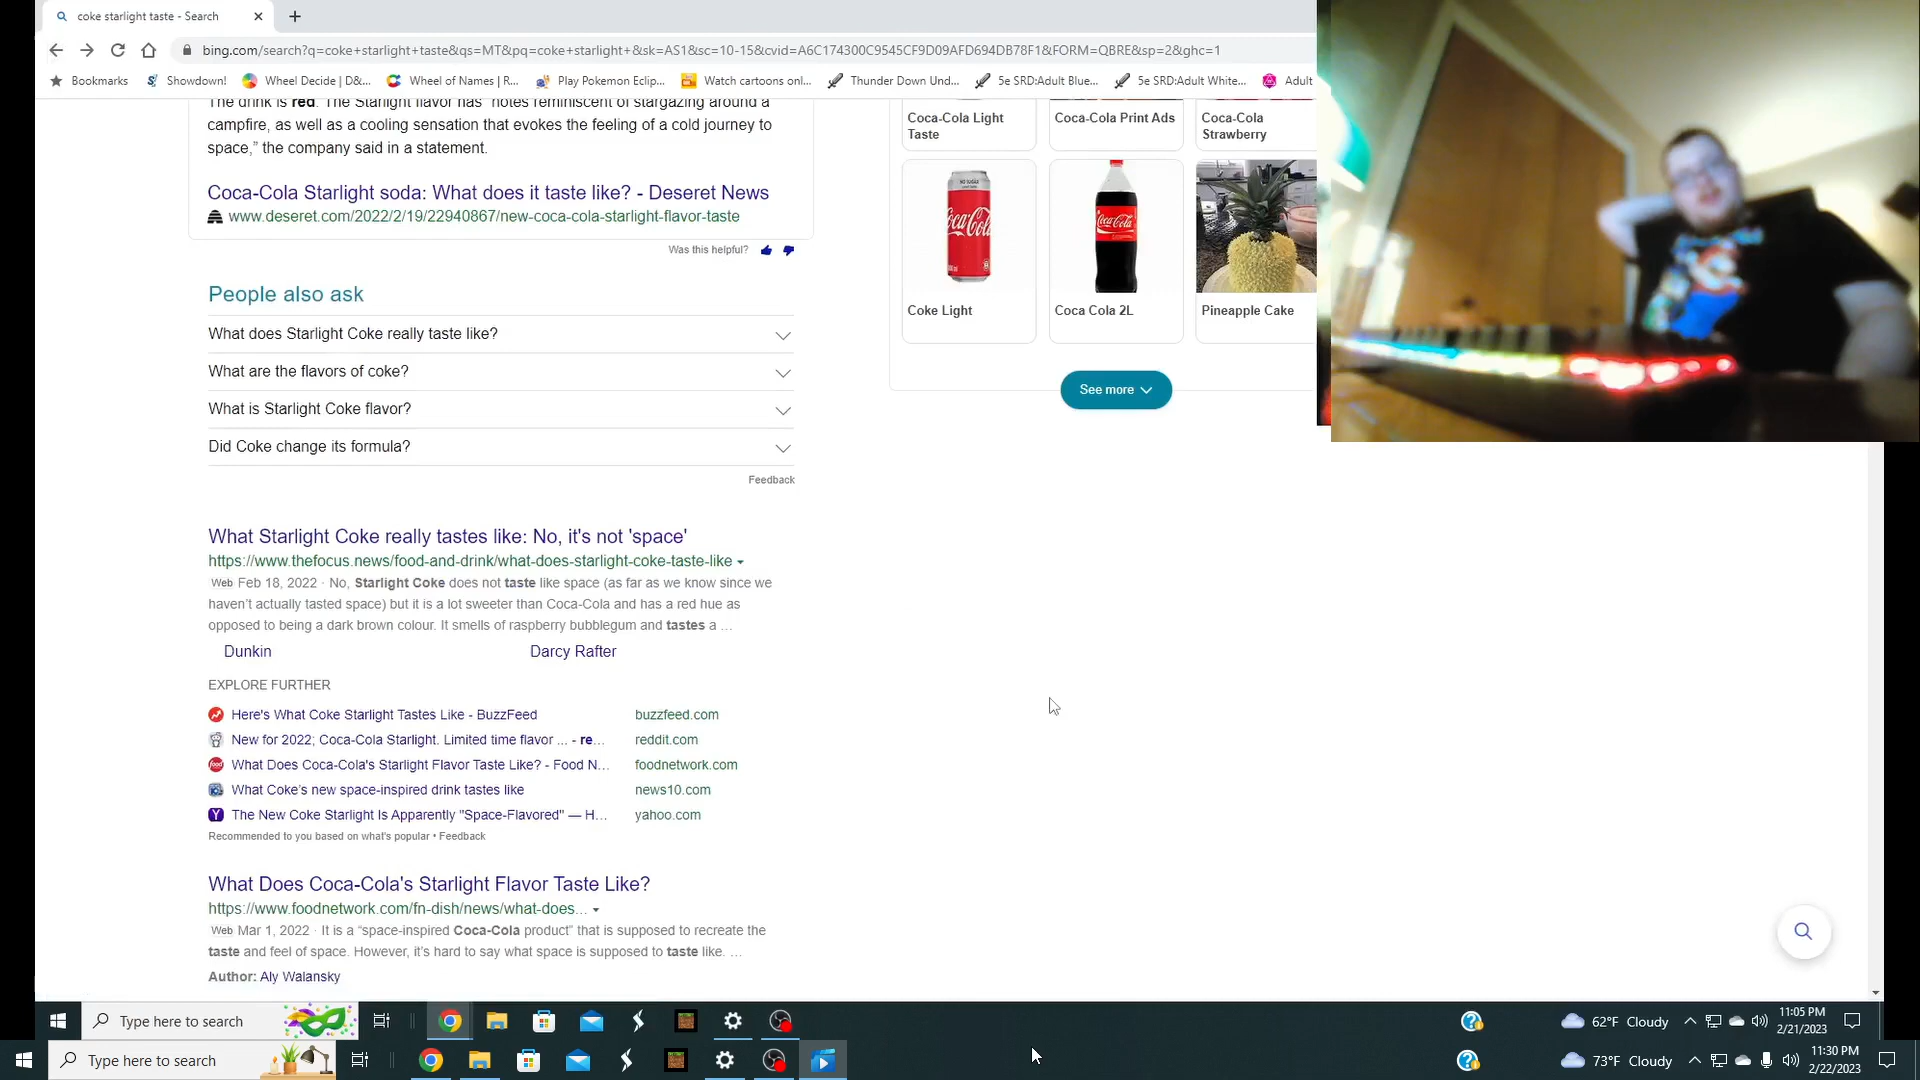 coke starlight taste - Search
bing.com/search?q=coke+starlight+taste&qs=MT&pq=coke+starlight+&sk=AS1&sc=10-15&cvid=A6C174300C9545CF9D09AFD694DB78F1&FORM=QBRE&sp=2&ghc=1
Bookmarks Showdown! Wheel Decide | D&... Wheel of Names | R... Play Pokemon Eclip... Watch cartoons onl... Thunder Down Und... 5e SRD:Adult Blue... 5e SRD:Adult White... Adult
The drink is red. The Starlight flavor has “notes reminiscent of stargazing around a
campfire, as well as a cooling sensation that evokes the feeling of a cold journey to
space,” the company said in a statement.
Coca-Cola Starlight soda: What does it taste like? - Deseret News
www.deseret.com/2022/2/19/22940867/new-coca-cola-starlight-flavor-taste
Was this helpful?
People also ask
What does Starlight Coke really taste like?
What are the flavors of coke?
What is Starlight Coke flavor?
Did Coke change its formula?
Feedback
What Starlight Coke really tastes like: No, it's not 'space'
https://www.thefocus.news/food-and-drink/what-does-starlight-coke-taste-like
Web Feb 18, 2022 · No, Starlight Coke does not taste like space (as far as we know since we
haven’t actually tasted space) but it is a lot sweeter than Coca-Cola and has a red hue as
opposed to being a dark brown colour. It smells of raspberry bubblegum and tastes a …
Dunkin Darcy Rafter
EXPLORE FURTHER
Here's What Coke Starlight Tastes Like - BuzzFeed buzzfeed.com
New for 2022; Coca-Cola Starlight. Limited time flavor ... - re… reddit.com
What Does Coca-Cola's Starlight Flavor Taste Like? - Food N… foodnetwork.com
What Coke’s new space-inspired drink tastes like news10.com
The New Coke Starlight Is Apparently "Space-Flavored" — H… yahoo.com
Recommended to you based on what's popular • Feedback
What Does Coca-Cola's Starlight Flavor Taste Like?
https://www.foodnetwork.com/fn-dish/news/what-does...
Web Mar 1, 2022 · It is a “space-inspired Coca-Cola product” that is supposed to recreate the
taste and feel of space. However, it’s hard to say what space is supposed to taste like. …
Author: Aly Walansky
Coca-Cola Light
Taste
Coca-Cola Print Ads
Coca-Cola
Strawberry
Coca-Cola
Coca-Cola
Coke Light
Coca Cola 2L
Pineapple Cake
See more
Type here to search
62°F Cloudy
11:05 PM
2/21/2023
Type here to search
73°F Cloudy
11:30 PM
2/22/2023